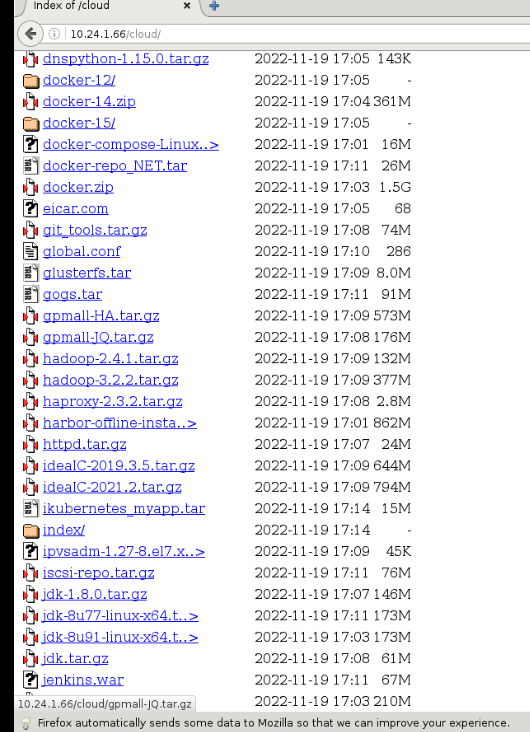 Index of /cloud
10.24.1.66/cloud/
dnspython-1.15.0.tar.gz 2022-11-19 17:05 143K
docker-12/ 2022-11-19 17:05 -
docker-14.zip 2022-11-19 17:04 361M
docker-15/ 2022-11-19 17:05 -
docker-compose-Linux..> 2022-11-19 17:01 16M
docker-repo_NET.tar 2022-11-19 17:11 26M
docker.zip 2022-11-19 17:03 1.5G
eicar.com 2022-11-19 17:05 68
git_tools.tar.gz 2022-11-19 17:08 74M
global.conf 2022-11-19 17:10 286
glusterfs.tar 2022-11-19 17:09 8.0M
gogs.tar 2022-11-19 17:11 91M
gpmall-HA.tar.gz 2022-11-19 17:09 573M
gpmall-JQ.tar.gz 2022-11-19 17:08 176M
hadoop-2.4.1.tar.gz 2022-11-19 17:09 132M
hadoop-3.2.2.tar.gz 2022-11-19 17:09 377M
haproxy-2.3.2.tar.gz 2022-11-19 17:08 2.8M
harbor-offline-insta..> 2022-11-19 17:01 862M
httpd.tar.gz 2022-11-19 17:07 24M
ideaIC-2019.3.5.tar.gz 2022-11-19 17:09 644M
ideaIC-2021.2.tar.gz 2022-11-19 17:09 794M
ikubernetes_myapp.tar 2022-11-19 17:14 15M
index/ 2022-11-19 17:14 -
ipvsadm-1.27-8.el7.x..> 2022-11-19 17:09 45K
iscsi-repo.tar.gz 2022-11-19 17:11 76M
jdk-1.8.0.tar.gz 2022-11-19 17:07 146M
jdk-8u77-linux-x64.t..> 2022-11-19 17:11 173M
jdk-8u91-linux-x64.t..> 2022-11-19 17:03 173M
jdk.tar.gz 2022-11-19 17:08 61M
jenkins.war 2022-11-19 17:11 67M
10.24.1.66/cloud/gpmall-JQ.tar.gz 2022-11-19 17:03 210M
Firefox automatically sends some data to Mozilla so that we can improve your experience.